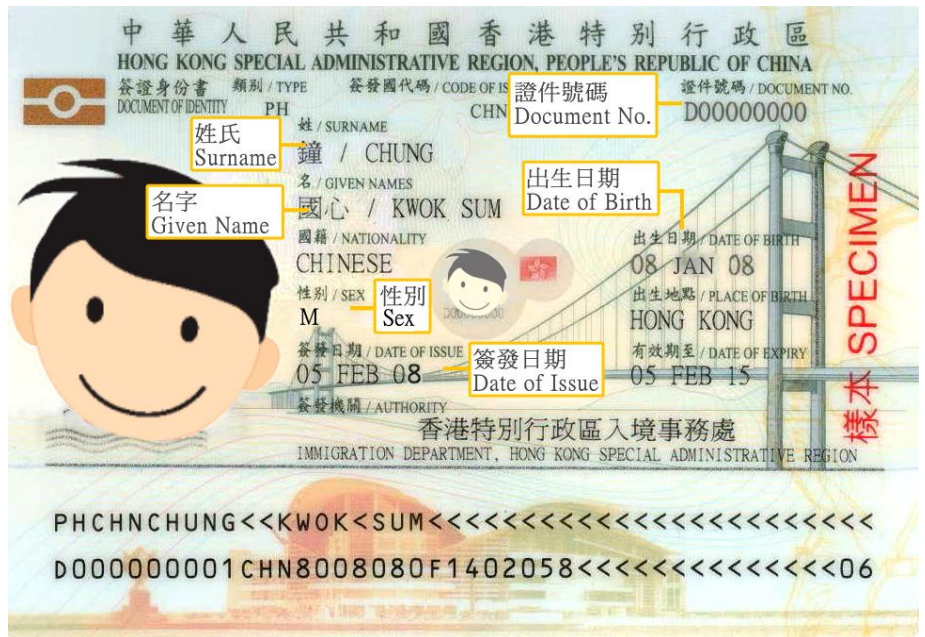 中華人民共和國香港特別行政區
HONG KONG SPECIAL ADMINISTRATIVE REGION, PEOPLE'S REPUBLIC OF CHINA
簽證身份書 類別 / TYPE 簽發國代碼 / CODE OF IS 證件號碼 證件號碼 / DOCUMENT NO.
DOCUMENT OF IDENTITY PH CHN Document No. D00000000
姓氏 姓 / SURNAME
Surname 鐘 / CHUNG
名 / GIVEN NAMES 出生日期
名字 國心 / KWOK SUM Date of Birth
Given Name
國籍 / NATIONALITY 出生日期 / DATE OF BIRTH
CHINESE 08 JAN 08
性別 / SEX 性別 出生地點 / PLACE OF BIRTH
M Sex D00000000 HONG KONG
簽發日期 / DATE OF ISSUE 簽發日期 有效期至 / DATE OF EXPIRY
05 FEB 08 Date of Issue 05 FEB 15
簽發機關 / AUTHORITY
香港特別行政區入境事務處
IMMIGRATION DEPARTMENT, HONG KONG SPECIAL ADMINISTRATIVE REGION
樣本 SPECIMEN
PHCHNCHUNG<<KWOK<SUM<<<<<<<<<<<<<<<<<<<<<<<<
D000000001CHN8008080F1402058<<<<<<<<<<<<<<06